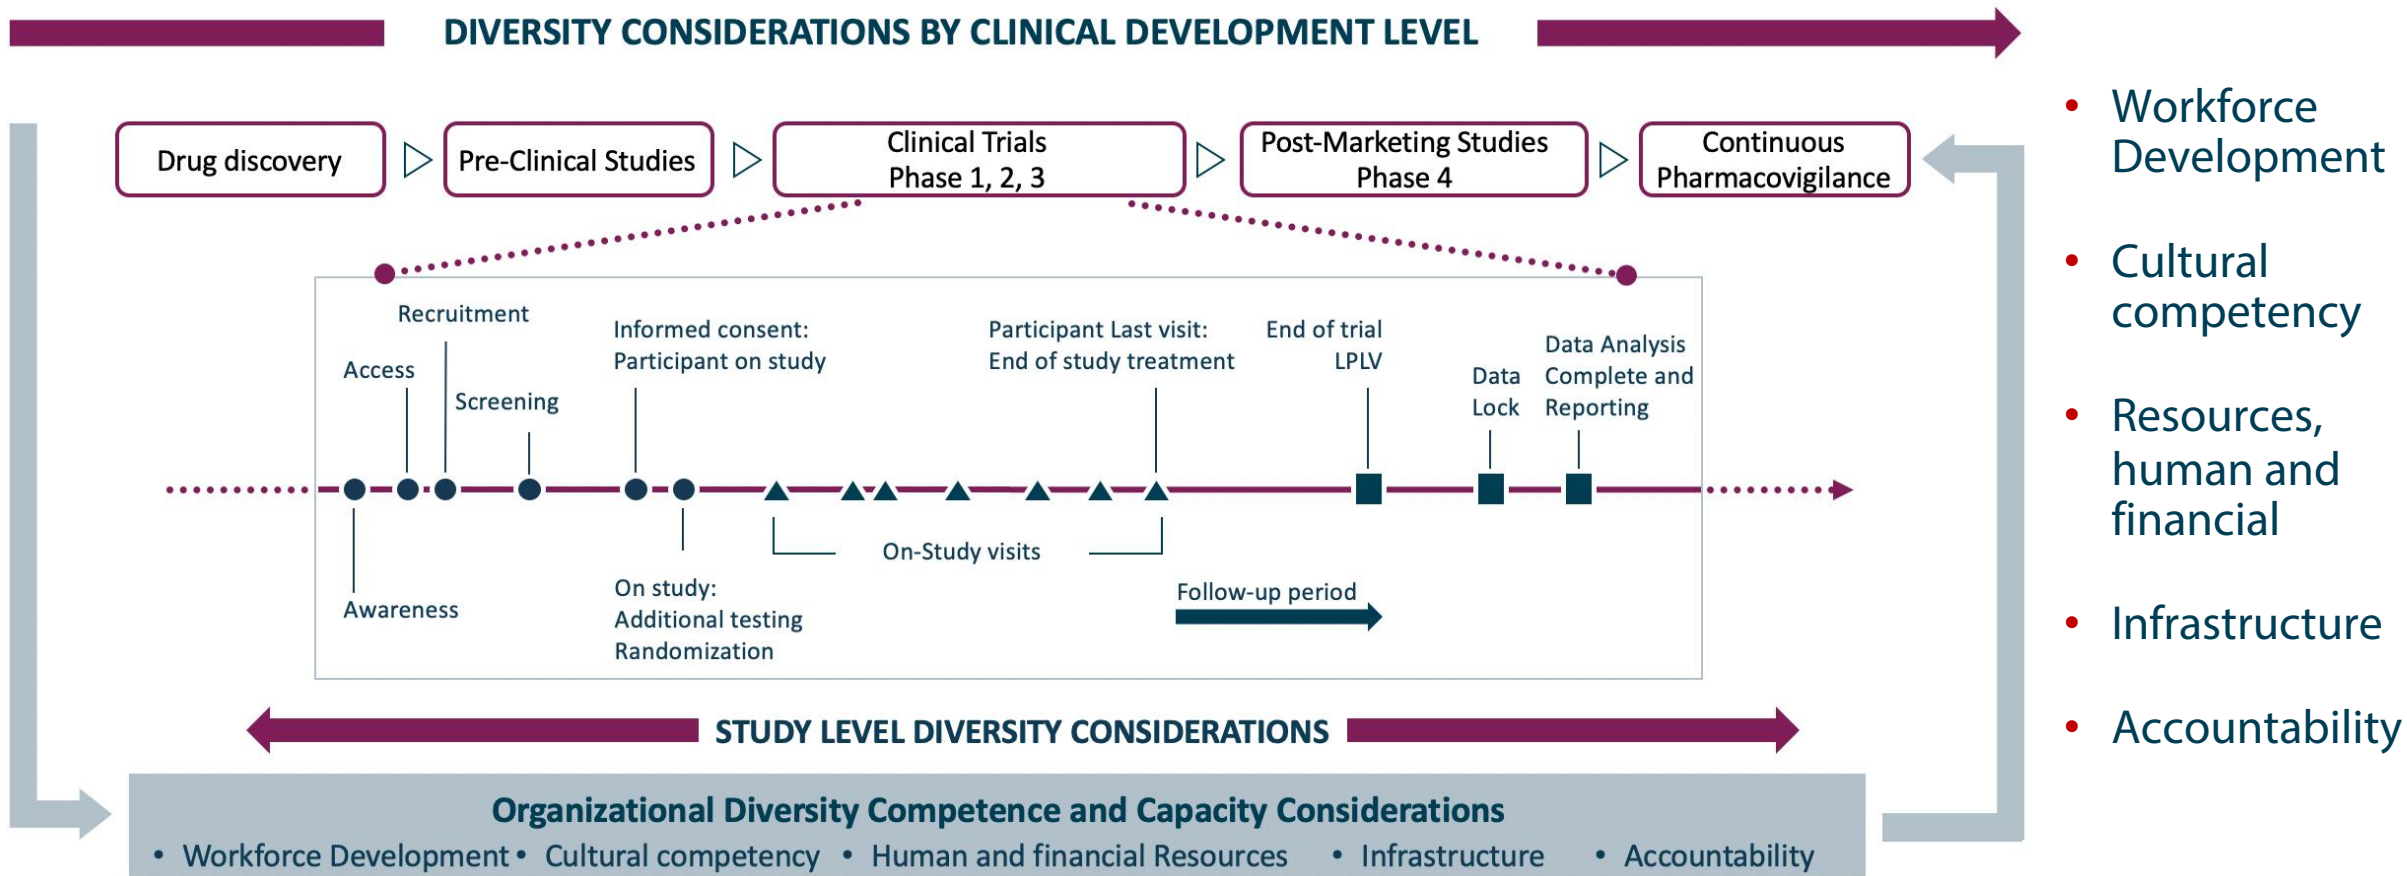 DIVERSITY CONSIDERATIONS BY CLINICAL DEVELOPMENT LEVEL
Drug discovery
Pre-Clinical Studies
Clinical Trials
Phase 1, 2, 3
Post-Marketing Studies
Phase 4
Continuous
Pharmacovigilance
Recruitment
Access
Screening
Informed consent:
Participant on study
Participant Last visit:
End of study treatment
End of trial
LPLV
Data
Lock
Data Analysis
Complete and
Reporting
Awareness
On study:
Additional testing
Randomization
On-Study visits
Follow-up period
STUDY LEVEL DIVERSITY CONSIDERATIONS
Organizational Diversity Competence and Capacity Considerations
• Workforce Development • Cultural competency • Human and financial Resources • Infrastructure • Accountability
• Workforce
Development
• Cultural
competency
• Resources,
human and
financial
• Infrastructure
• Accountability